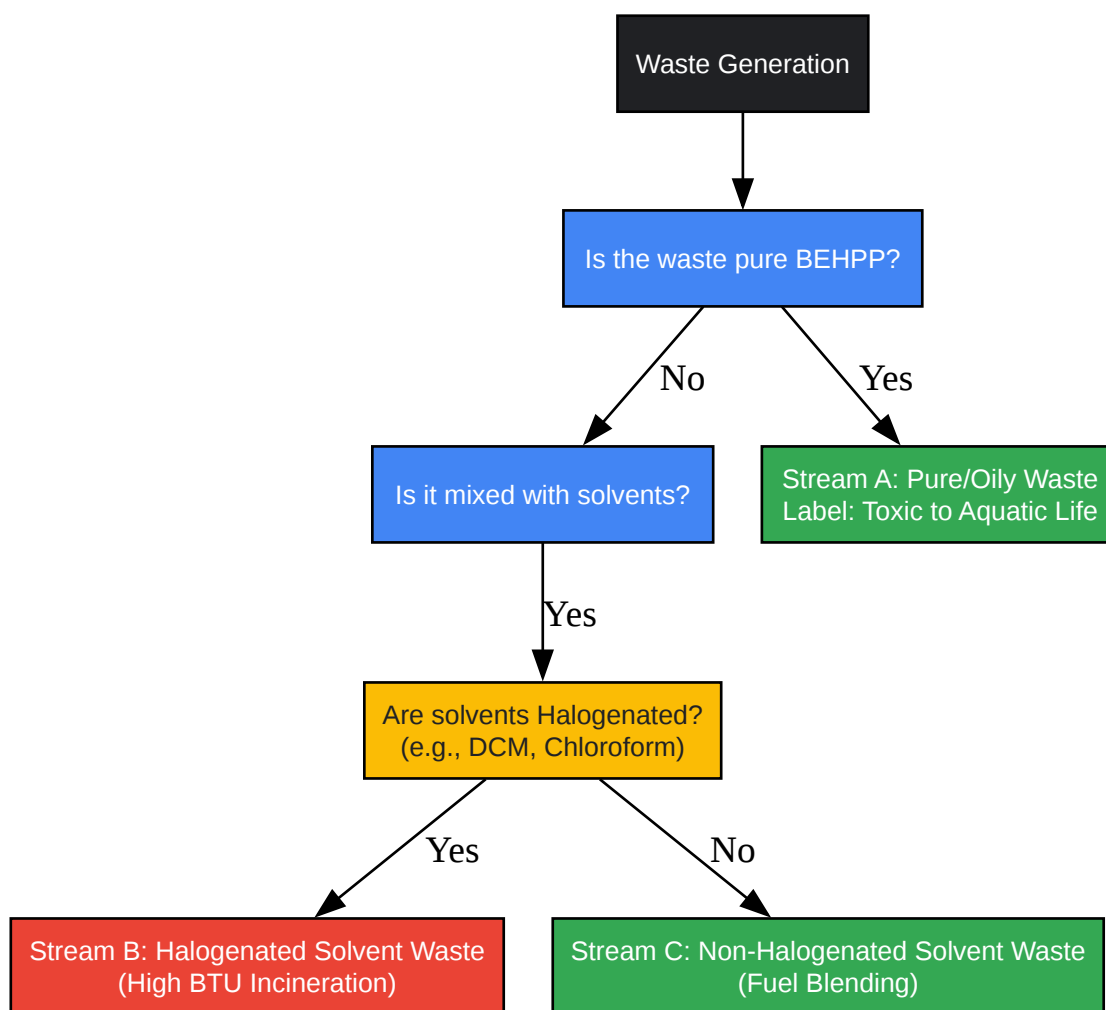 Waste Generation
Is the waste pure BEHPP?
No
Yes
Is it mixed with solvents?
Stream A: Pure/Oily Waste
Label: Toxic to Aquatic Life
Yes
Are solvents Halogenated?
(e.g., DCM, Chloroform)
Yes
No
Stream B: Halogenated Solvent Waste
(High BTU Incineration)
Stream C: Non-Halogenated Solvent Waste
(Fuel Blending)